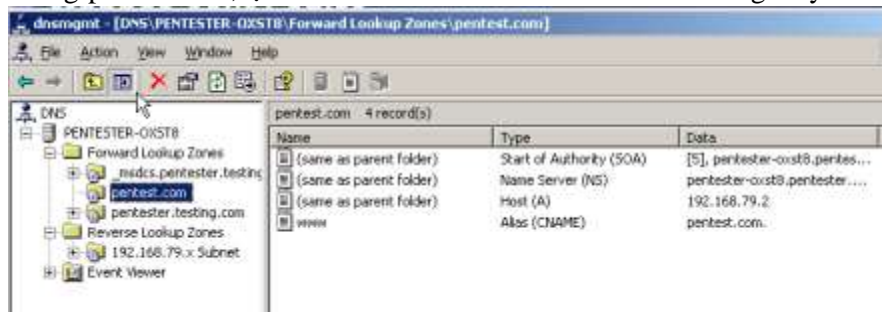 dnsmgmt - [DNS\PENTESTER-OXST8\Forward Lookup Zones\pentest.com]
File Action View Window Help
DNS
PENTESTER-OXST8
Forward Lookup Zones
_msdcs.pentester.testing
pentest.com
pentester.testing.com
Reverse Lookup Zones
192.168.79.x Subnet
Event Viewer
pentest.com 4 record(s)
Name Type Data
(same as parent folder) Start of Authority (SOA) [5], pentester-oxst8.pentes...
(same as parent folder) Name Server (NS) pentester-oxst8.pentester....
(same as parent folder) Host (A) 192.168.79.2
www Alias (CNAME) pentest.com.